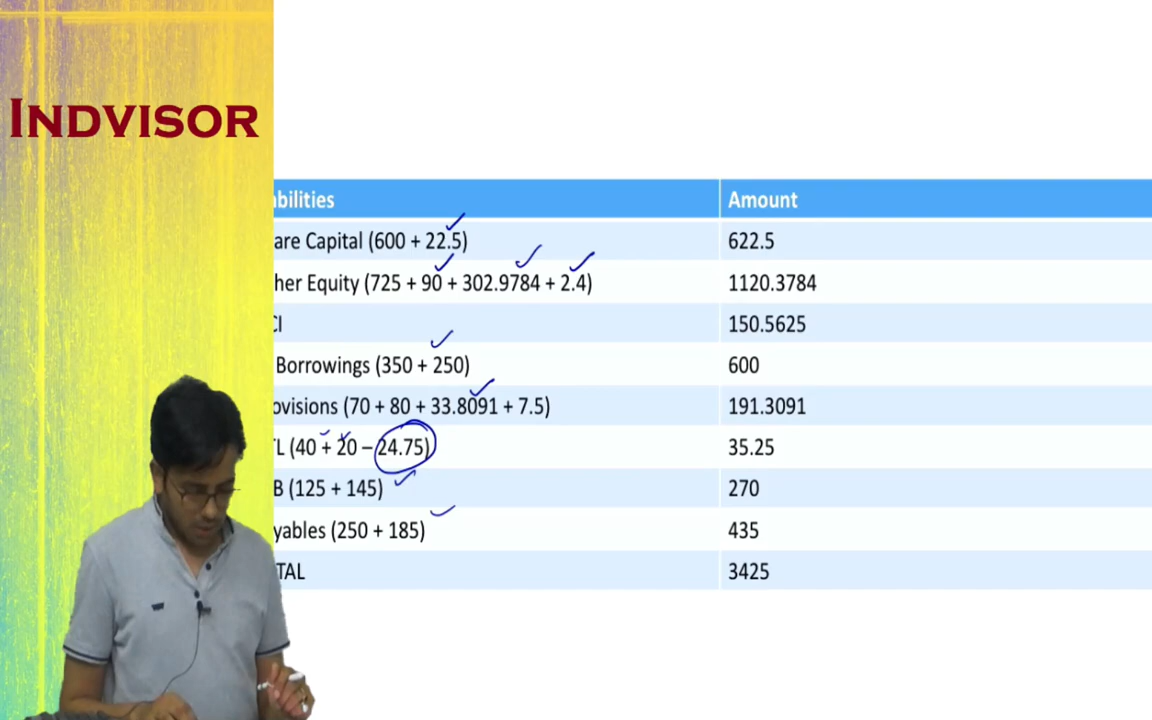 INDVISOR
bilities Amount
are Capital (600 + 22.5) 622.5
her Equity (725 + 90 + 302.9784 + 2.4) 1120.3784
CI 150.5625
Borrowings (350 + 250) 600
ovisions (70 + 80 + 33.8091 + 7.5) 191.3091
TL (40 + 20 – 24.75) 35.25
B (125 + 145) 270
yables (250 + 185) 435
TAL 3425